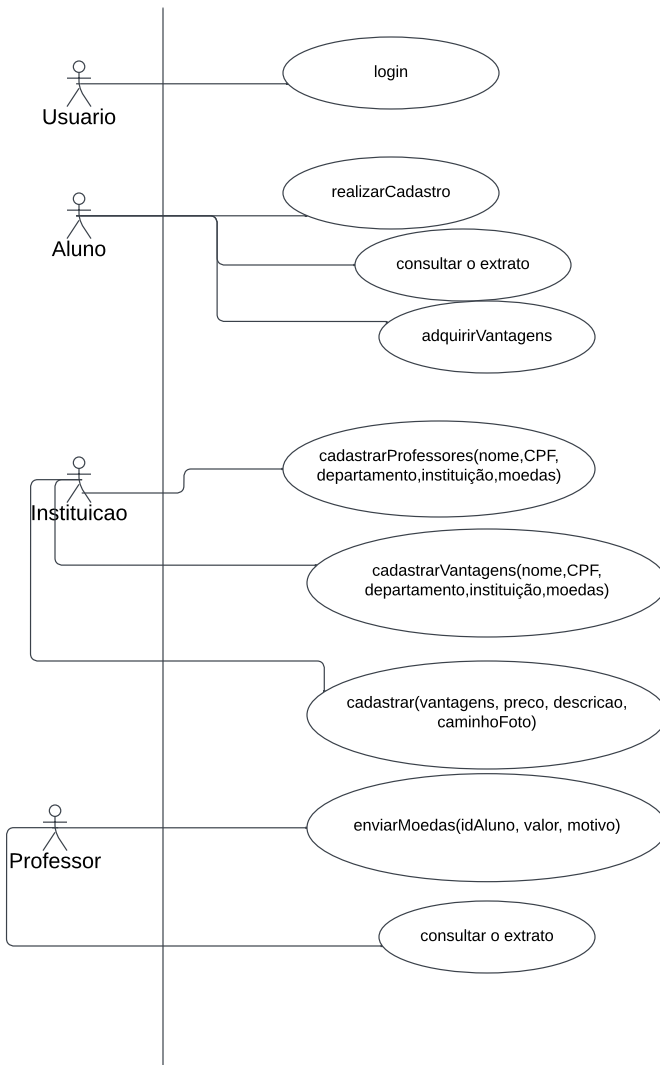 login
Usuario
realizarCadastro
Aluno
consultar o extrato
adquirirVantagens
cadastrarProfessores(nome,CPF,
departamento,instituição,moedas)
Instituicao
cadastrarVantagens(nome,CPF,
departamento,instituição,moedas)
cadastrar(vantagens, preco, descricao,
caminhoFoto)
enviarMoedas(idAluno, valor, motivo)
Professor
consultar o extrato